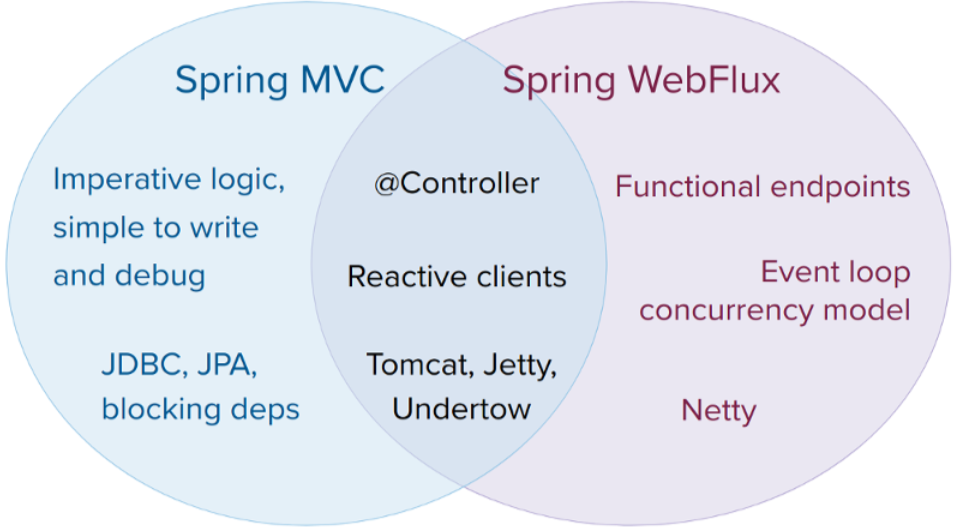 Spring MVC
Spring WebFlux
Imperative logic,
simple to write
and debug
JDBC, JPA,
blocking deps
@Controller
Reactive clients
Tomcat, Jetty,
Undertow
Functional endpoints
Event loop
concurrency model
Netty